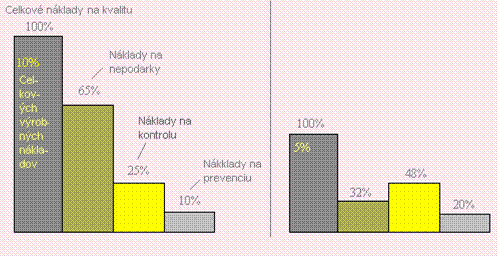 Celkové náklady na kvalitu
100%
10%
Cel-
kov-
ých
výrob-
ných
nákla-
dov
Náklady na
nepodarky
65%
Náklady na
kontrolu
25%
Nákklady na
prevenciu
10%
100%
5%
32%
48%
20%